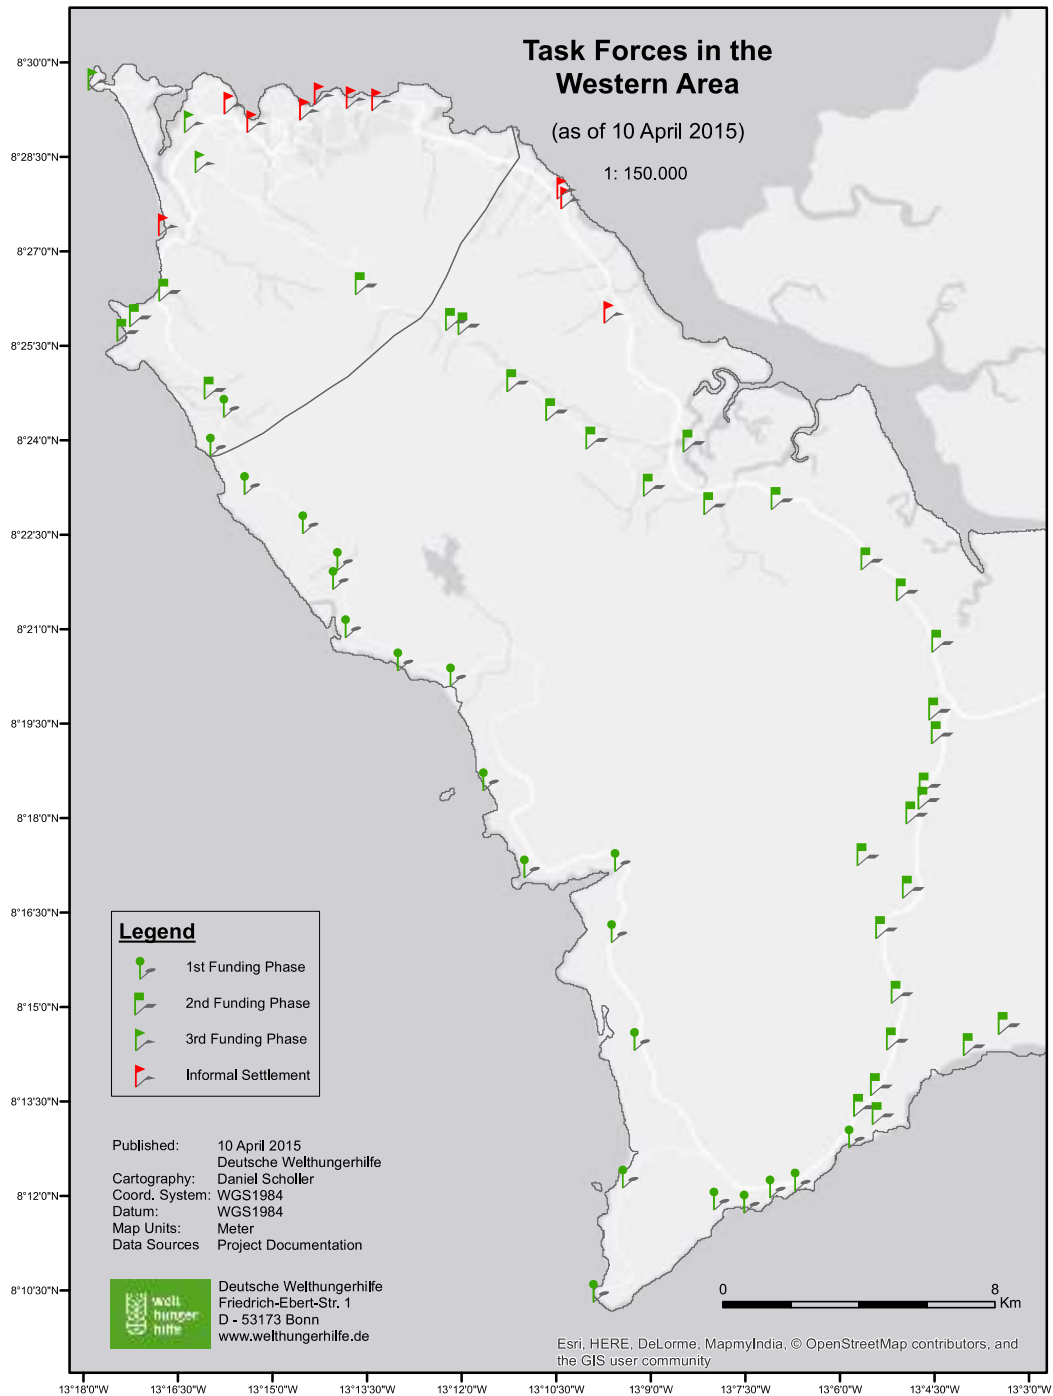 Task Forces in the
Western Area
(as of 10 April 2015)
1: 150.000
8°30'0"N
8°28'30"N
8°27'0"N
8°25'30"N
8°24'0"N
8°22'30"N
8°21'0"N
8°19'30"N
8°18'0"N
8°16'30"N
8°15'0"N
8°13'30"N
8°12'0"N
8°10'30"N
Legend
1st Funding Phase
2nd Funding Phase
3rd Funding Phase
Informal Settlement
Published: 10 April 2015
Deutsche Welthungerhilfe
Cartography: Daniel Scholler
Coord. System: WGS1984
Datum: WGS1984
Map Units: Meter
Data Sources Project Documentation
welt
hunger
hilfe
Deutsche Welthungerhilfe
Friedrich-Ebert-Str. 1
D - 53173 Bonn
www.welthungerhilfe.de
0 8
Km
Esri, HERE, DeLorme, MapmyIndia, © OpenStreetMap contributors, and
the GIS user community
13°18'0"W 13°16'30"W 13°15'0"W 13°13'30"W 13°12'0"W 13°10'30"W 13°9'0"W 13°7'30"W 13°6'0"W 13°4'30"W 13°3'0"W